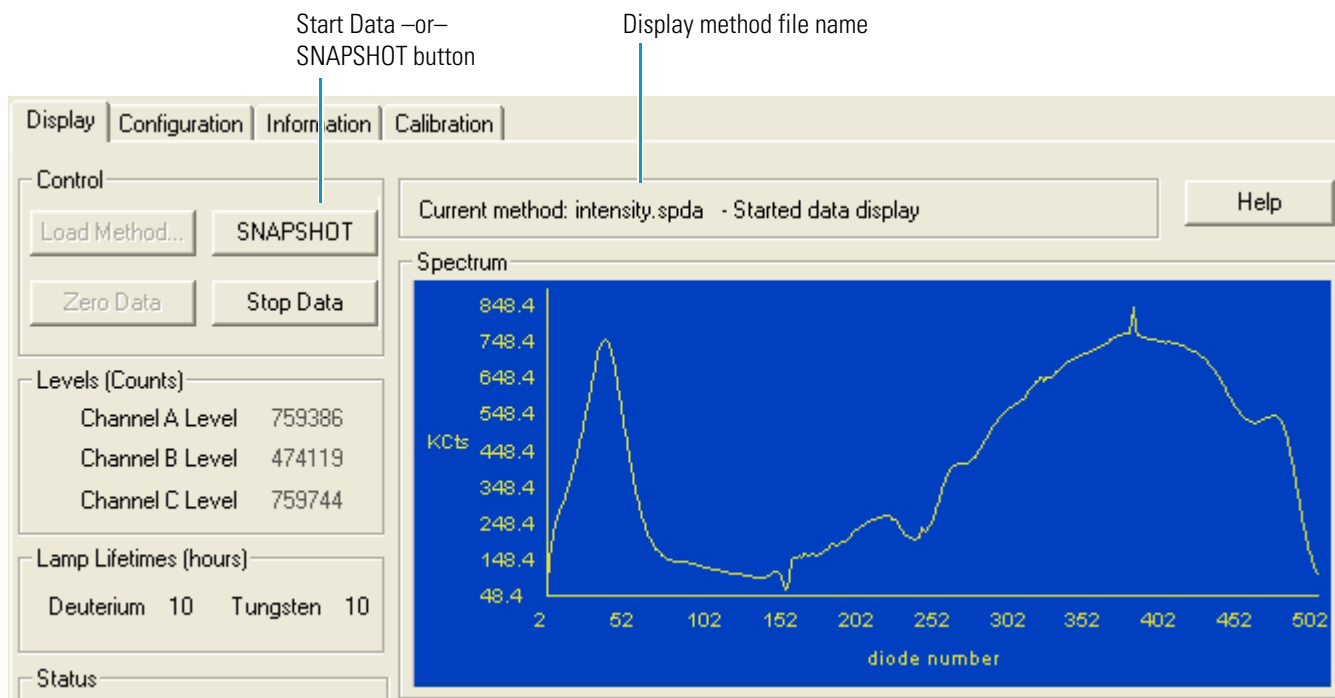 Start Data –or–
SNAPSHOT button
Display method file name
Display Configuration Information Calibration
Control
Load Method... SNAPSHOT
Zero Data Stop Data
Current method: intensity.spda - Started data display
Help
Levels (Counts)
Channel A Level 759386
Channel B Level 474119
Channel C Level 759744
Lamp Lifetimes (hours)
Deuterium 10 Tungsten 10
Status
Spectrum
848.4
748.4
648.4
548.4
KCts
448.4
348.4
248.4
148.4
48.4
2 52 102 152 202 252 302 352 402 452 502
diode number